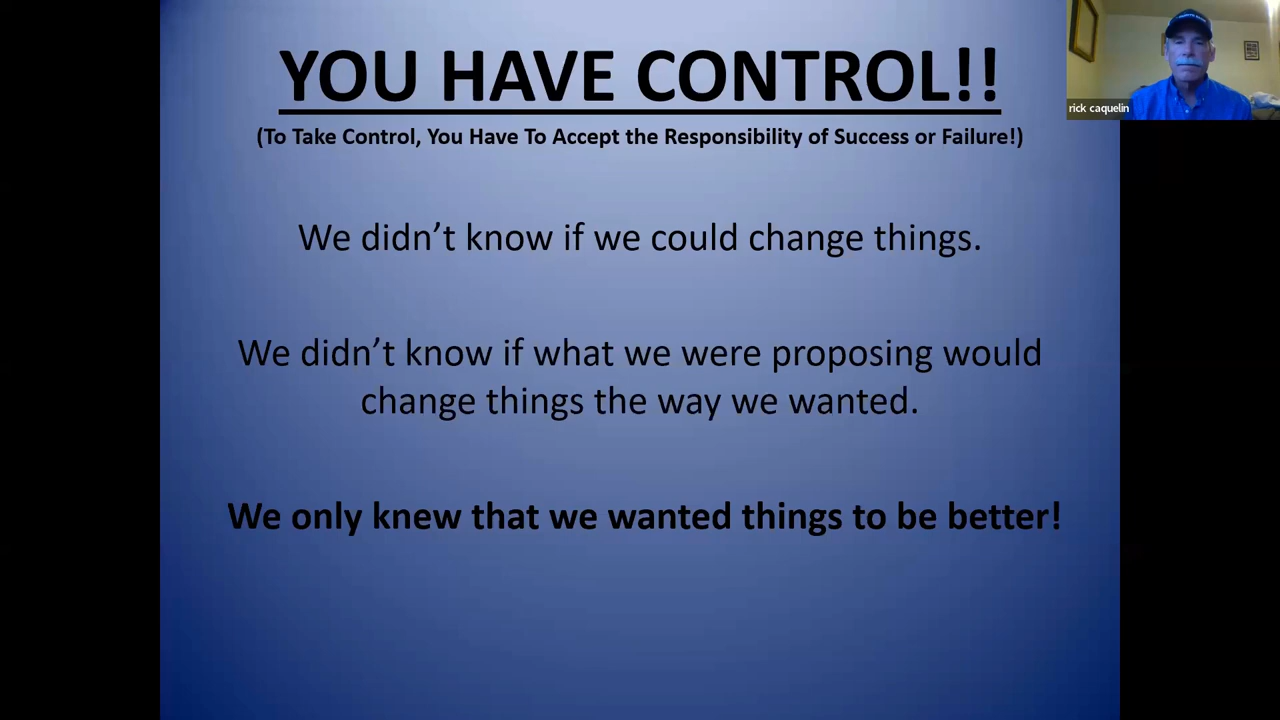 YOU HAVE CONTROL!!
(To Take Control, You Have To Accept the Responsibility of Success or Failure!)
rick caquelin
We didn’t know if we could change things.
We didn’t know if what we were proposing would
change things the way we wanted.
We only knew that we wanted things to be better!